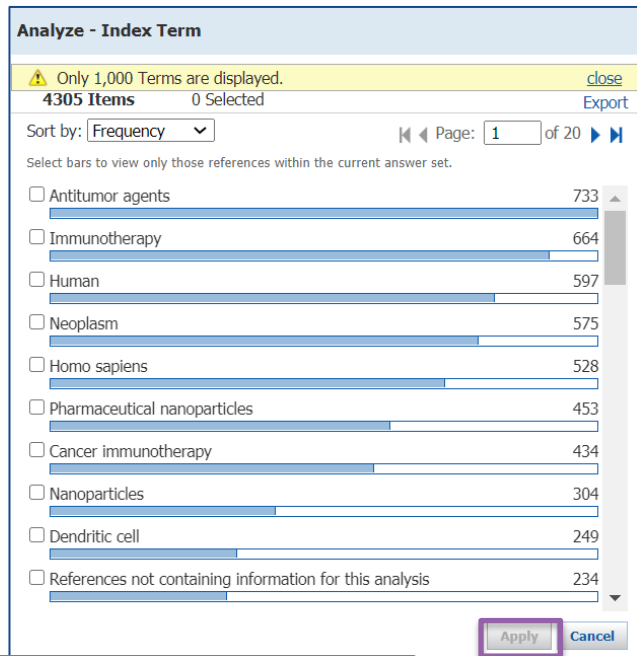 Analyze - Index Term
Only 1,000 Terms are displayed. close
4305 Items 0 Selected Export
Sort by: Frequency Page: 1 of 20
Select bars to view only those references within the current answer set.
Antitumor agents 733
Immunotherapy 664
Human 597
Neoplasm 575
Homo sapiens 528
Pharmaceutical nanoparticles 453
Cancer immunotherapy 434
Nanoparticles 304
Dendritic cell 249
References not containing information for this analysis 234
Apply Cancel